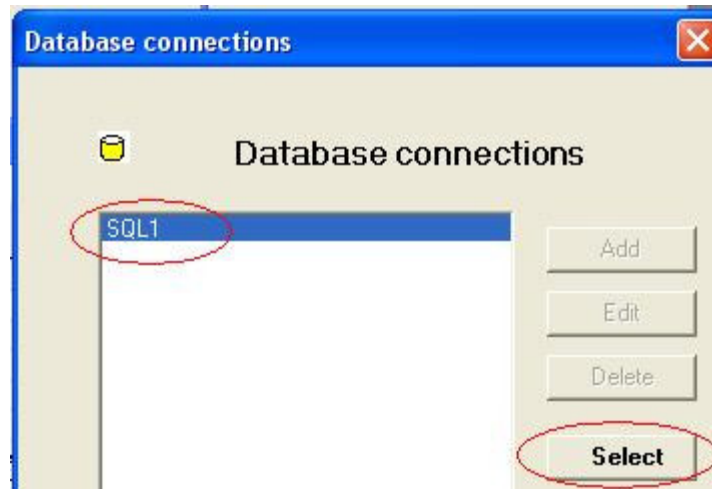 Database connections
Database connections
SQL1
Add
Edit
Delete
Select